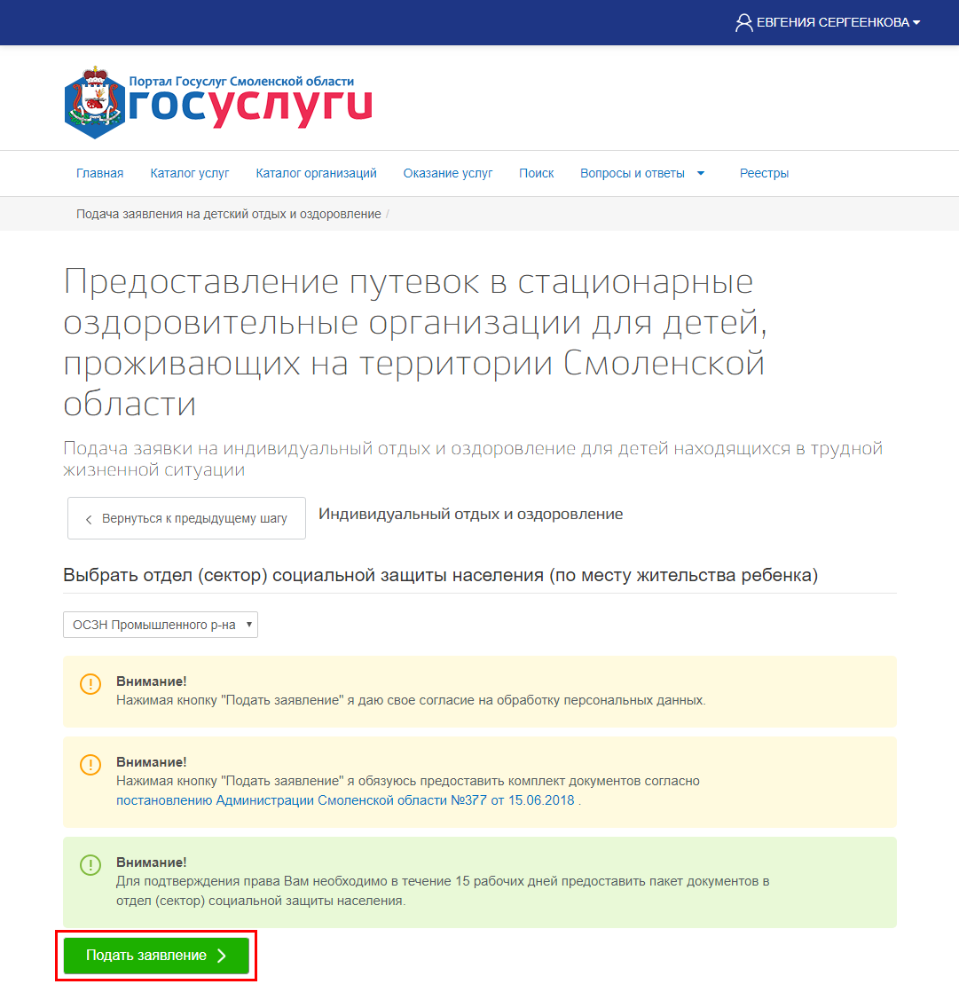 ЕВГЕНИЯ СЕРГЕЕНКОВА
Портал Госуслуг Смоленской области
госуслуги
Главная Каталог услуг Каталог организаций Оказание услуг Поиск Вопросы и ответы Реестры
Подача заявления на детский отдых и оздоровление /
Предоставление путевок в стационарные
оздоровительные организации для детей,
проживающих на территории Смоленской
области
Подача заявки на индивидуальный отдых и оздоровление для детей находящихся в трудной
жизненной ситуации
Вернуться к предыдущему шагу Индивидуальный отдых и оздоровление
Выбрать отдел (сектор) социальной защиты населения (по месту жительства ребенка)
ОСЗН Промышленного р-на
Внимание!
Нажимая кнопку "Подать заявление" я даю свое согласие на обработку персональных данных.
Внимание!
Нажимая кнопку "Подать заявление" я обязуюсь предоставить комплект документов согласно
постановлению Администрации Смоленской области №377 от 15.06.2018 .
Внимание!
Для подтверждения права Вам необходимо в течение 15 рабочих дней предоставить пакет документов в
отдел (сектор) социальной защиты населения.
Подать заявление